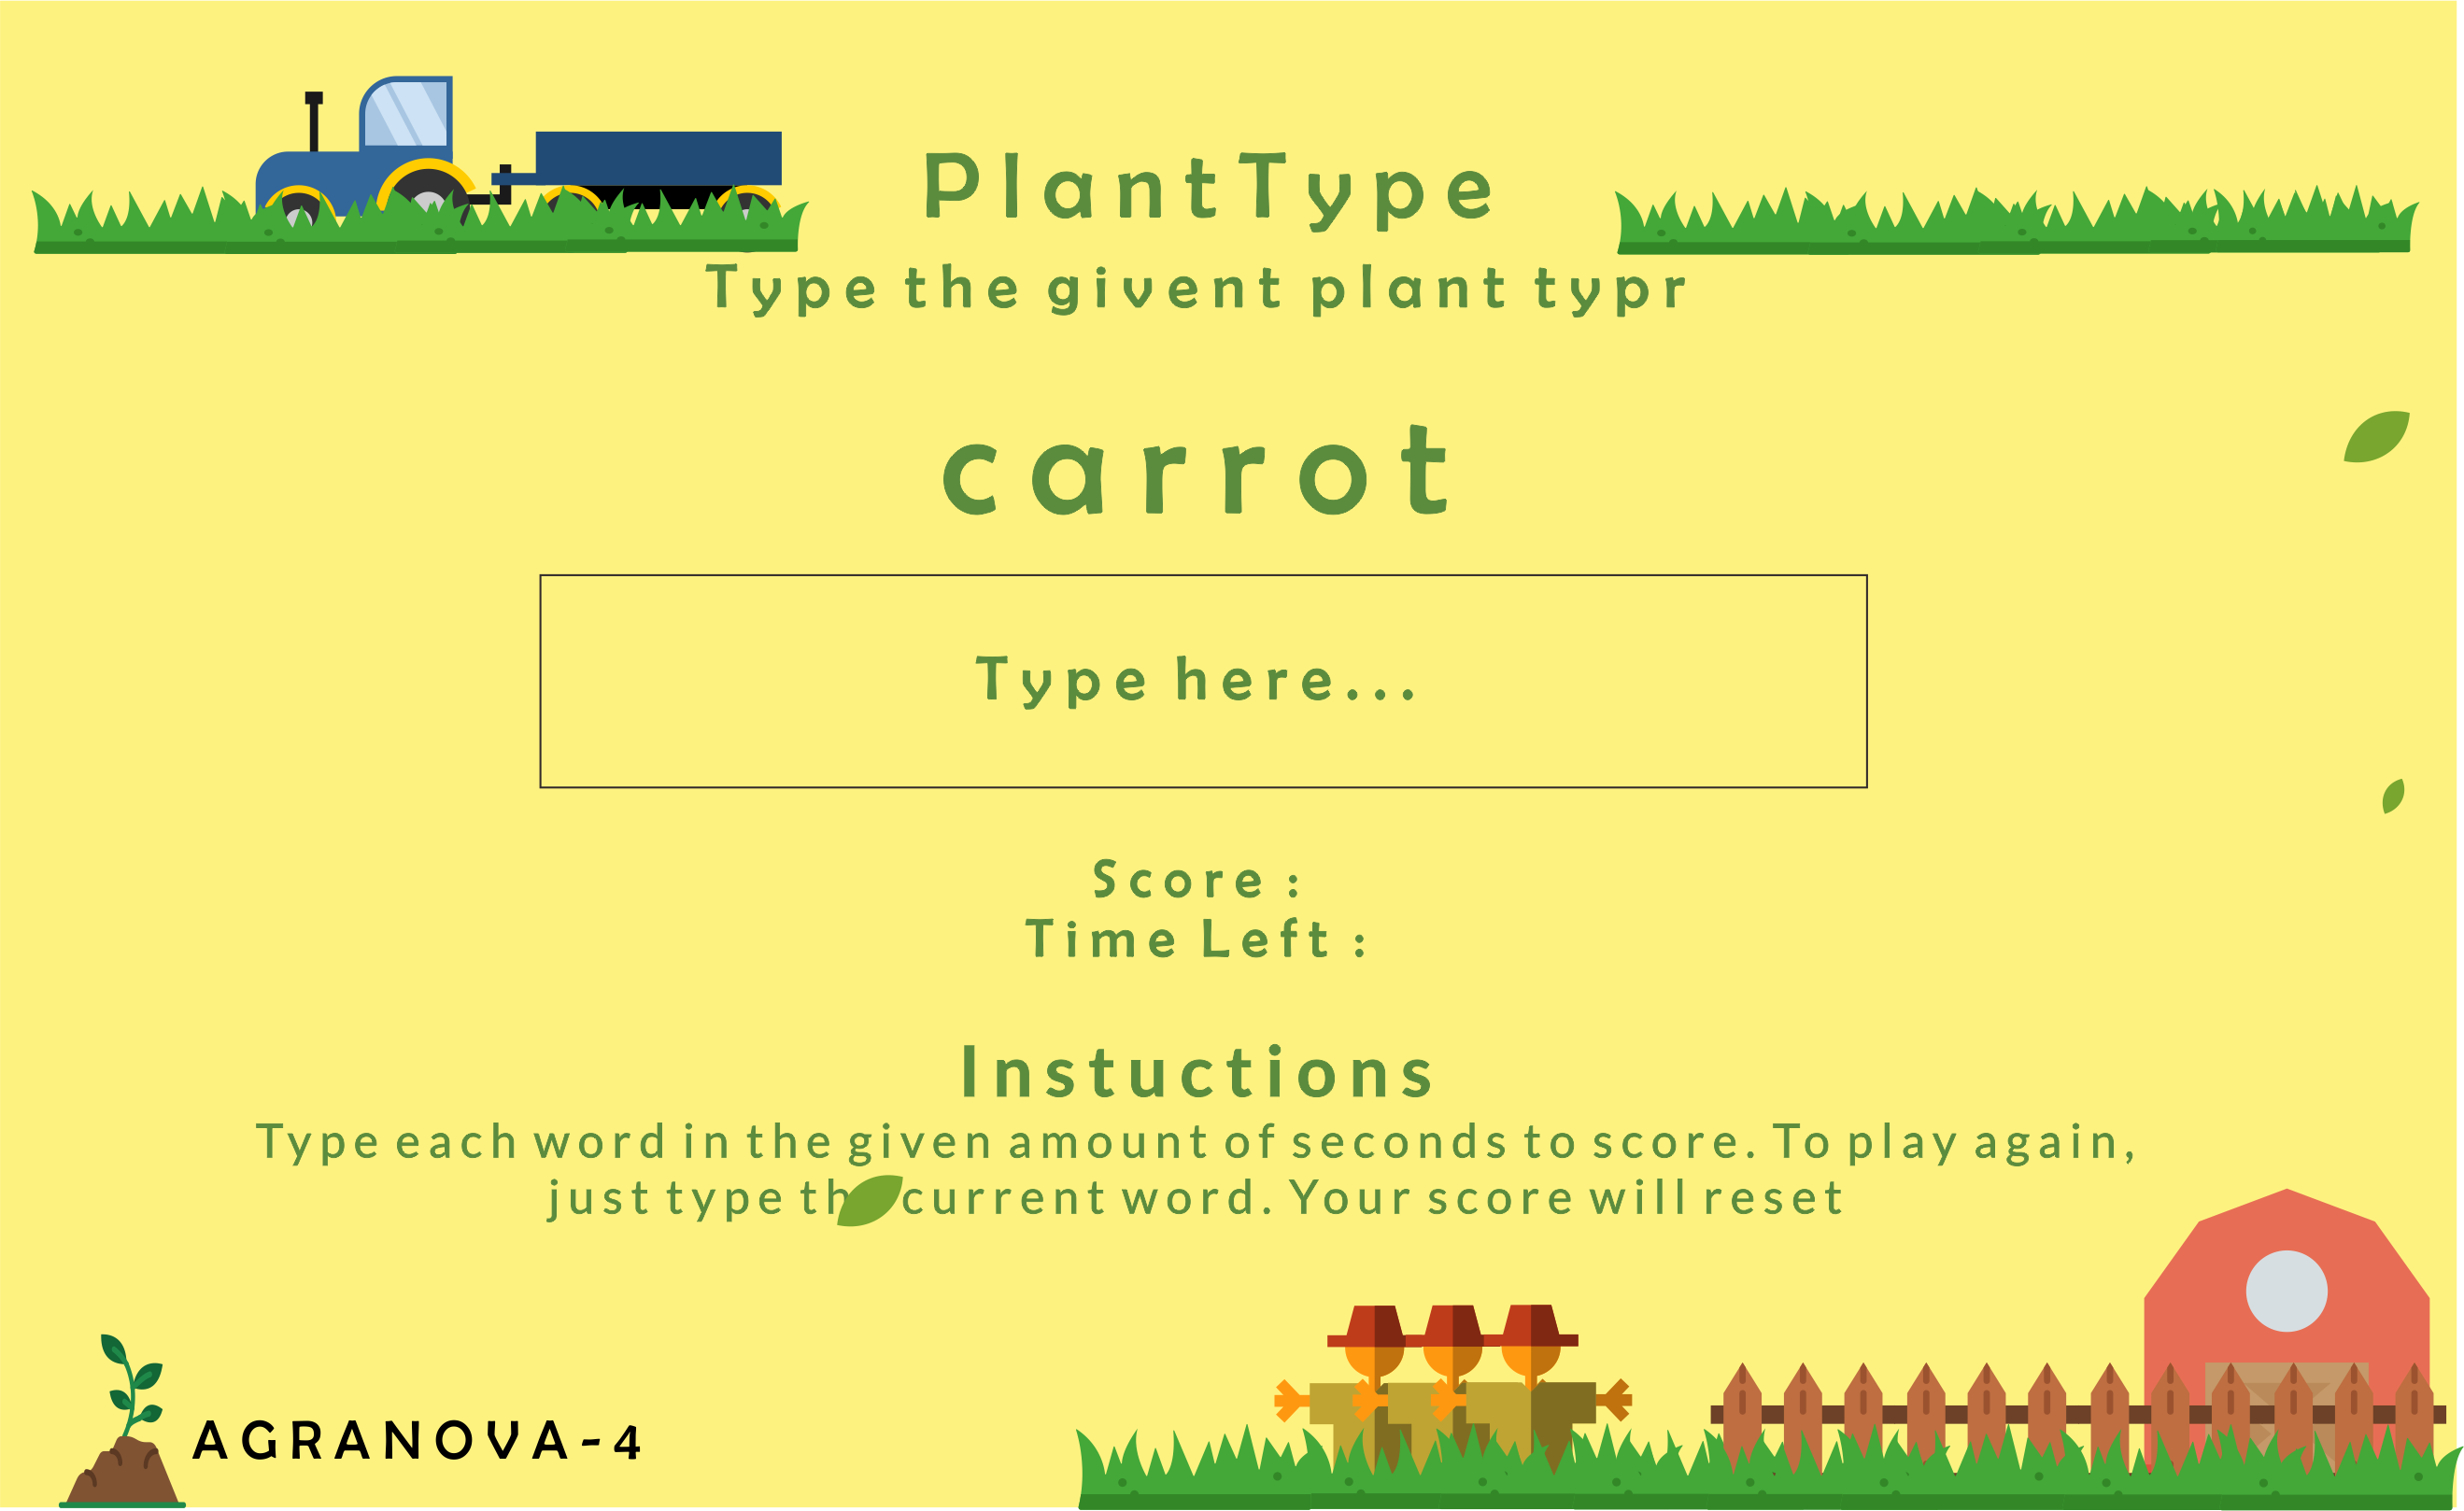 PlantType
Type the givent plant typr
carrot
Type here...
Score :
Time Left :
Instuctions
Type each word in the given amount of seconds to score. To play again,
just type th current word. Your score will reset
AGRANOVA-4